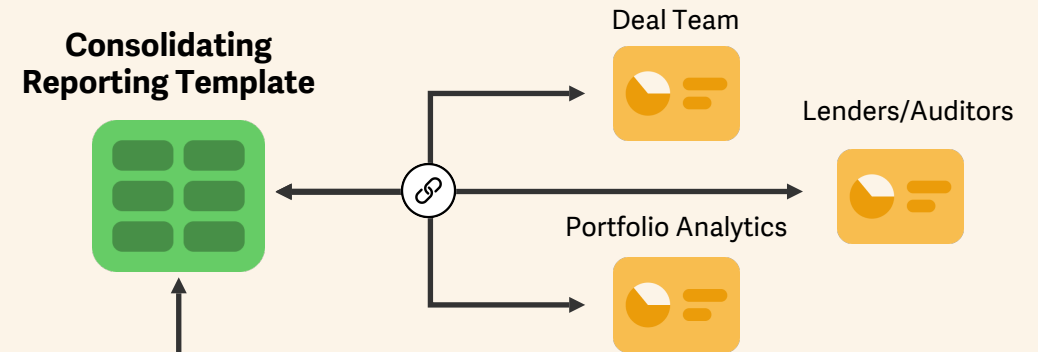 Deal Team
Consolidating
Reporting Template
Lenders/Auditors
Portfolio Analytics